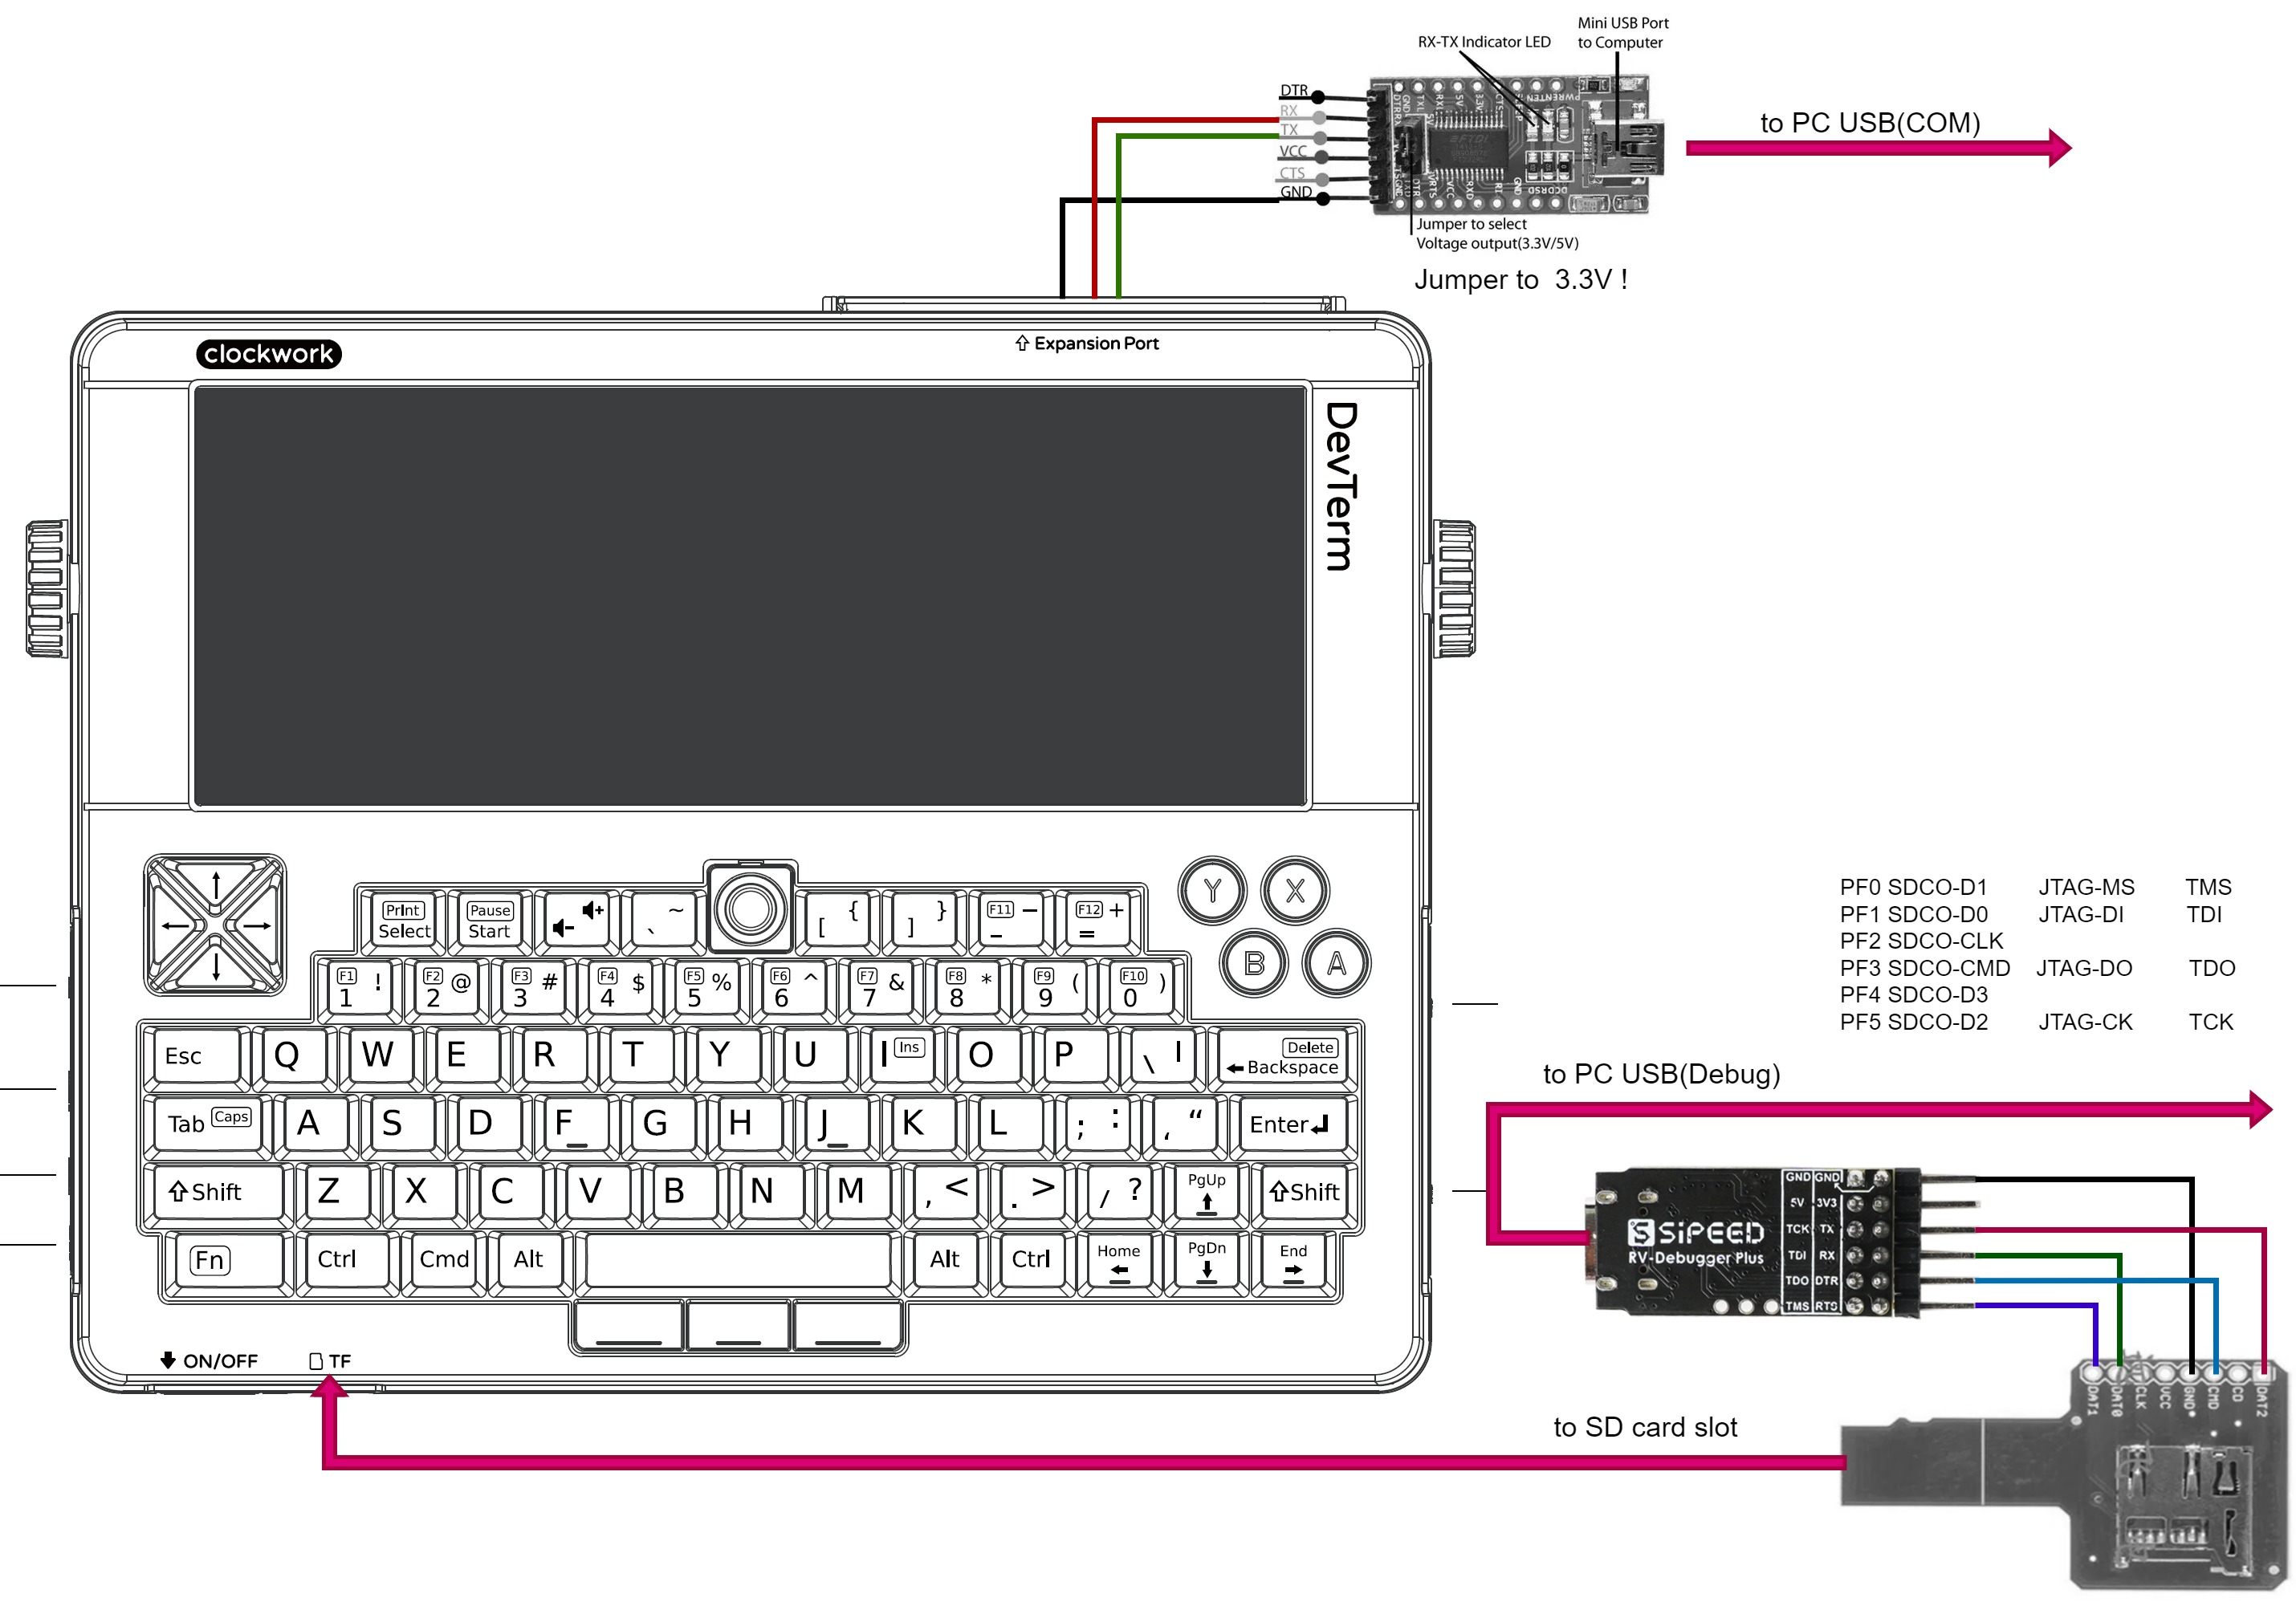 Mini USB Port
to Computer
RX-TX Indicator LED
DTR
RX
TX
VCC
CTS
GND
to PC USB(COM)
Jumper to select
Voltage output(3.3V/5V)
Jumper to 3.3V !
clockwork
Expansion Port
DevTerm
Y X
B A
Print Select
Pause Start
~ `
{ [
} ]
F11 – _
F12 + =
F1 ! 1
F2 @ 2
F3 # 3
F4 $ 4
F5 % 5
F6 ^ 6
F7 & 7
F8 * 8
F9 ( 9
F10 ) 0
Esc Q W E R T Y U I Ins O P \ | Delete Backspace
Tab Caps A S D F G H J K L ; : , “ Enter
Shift Z X C V B N M , < . > / ? PgUp Shift
Fn Ctrl Cmd Alt Alt Ctrl Home PgDn End
ON/OFF TF
PF0 SDCO-D1 JTAG-MS TMS
PF1 SDCO-D0 JTAG-DI TDI
PF2 SDCO-CLK
PF3 SDCO-CMD JTAG-DO TDO
PF4 SDCO-D3
PF5 SDCO-D2 JTAG-CK TCK
to PC USB(Debug)
SiPEED
RV-Debugger Plus
GND GND
5V 3V3
TCK TX
TDI RX
TDO DTR
TMS RTS
DAT1 DAT0 CLK VCC GND CMD CD DAT2
to SD card slot